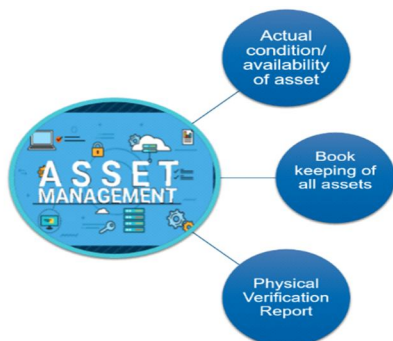 Actual
condition/
availability
of asset
ASSET
MANAGEMENT
Book
keeping of
all assets
Physical
Verification
Report